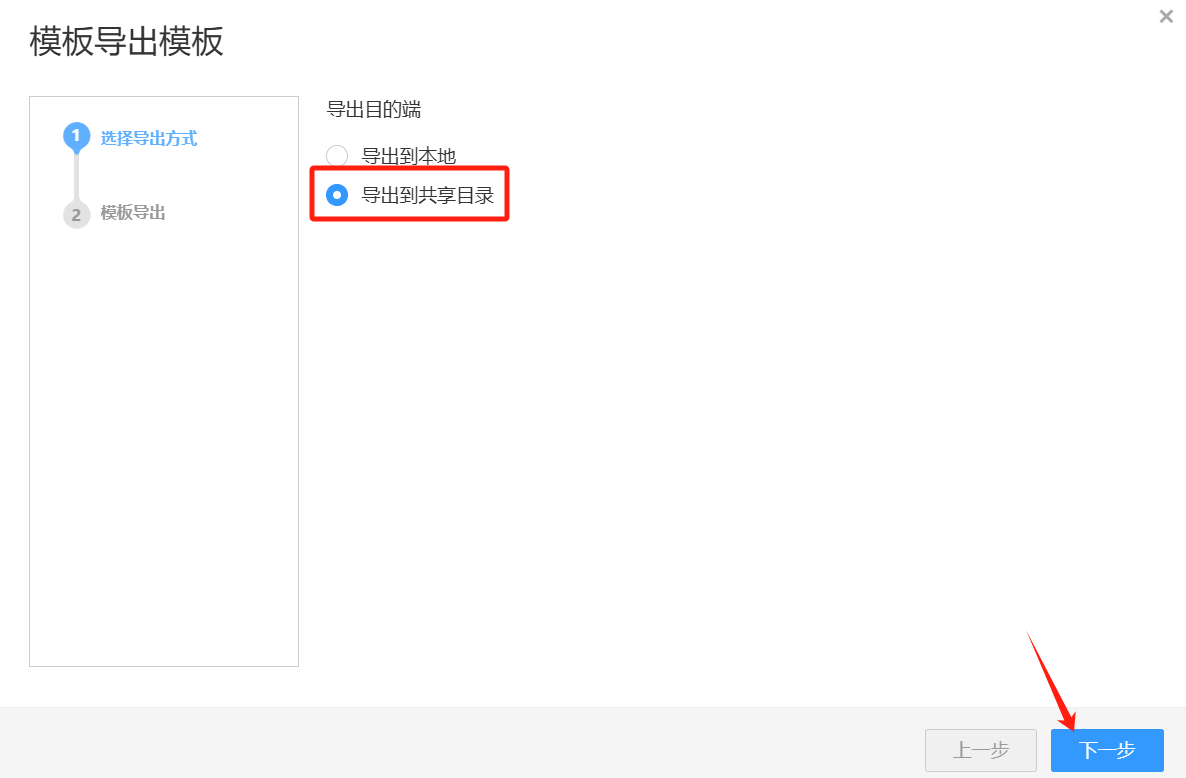 模板导出模板
1 选择导出方式
2 模板导出
导出目的端
导出到本地
导出到共享目录
上一步
下一步